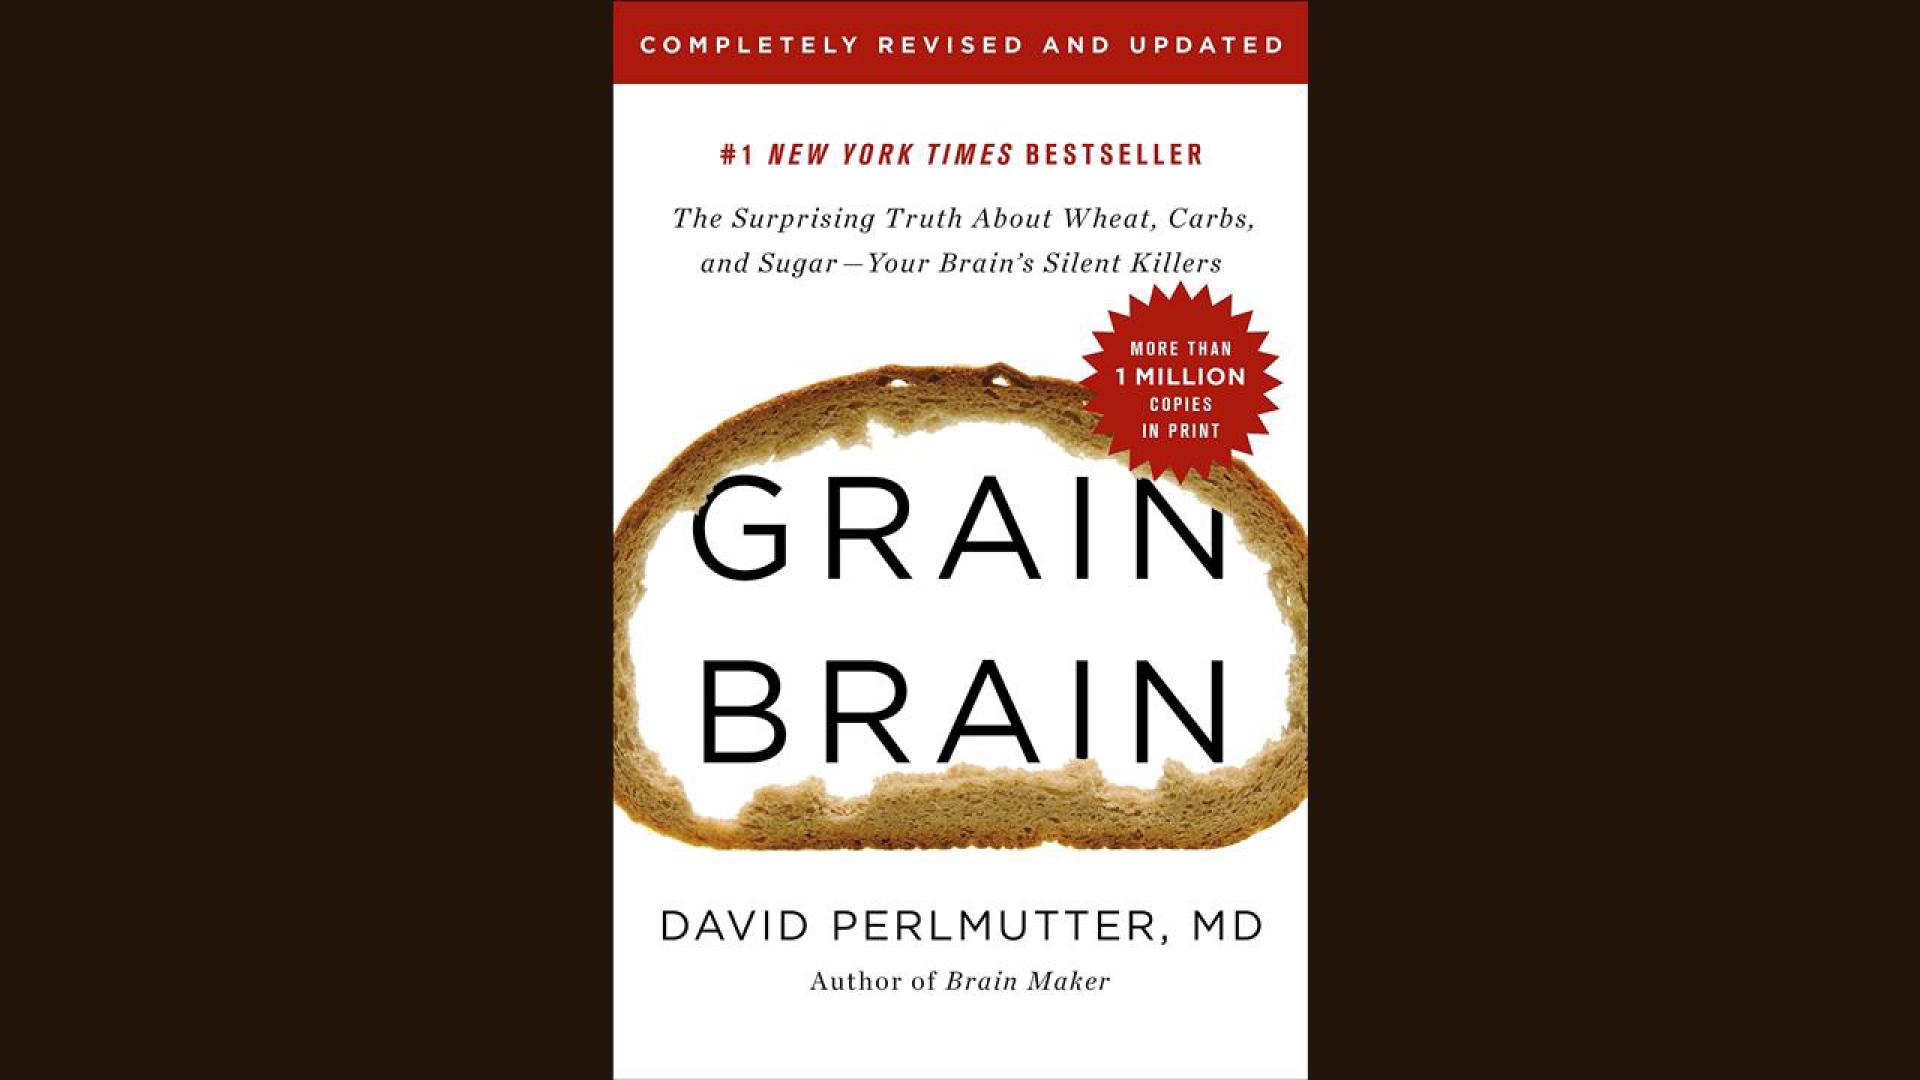 COMPLETELY REVISED AND UPDATED
#1 NEW YORK TIMES BESTSELLER
The Surprising Truth About Wheat, Carbs,
and Sugar—Your Brain's Silent Killers
MORE THAN
1 MILLION
COPIES
IN PRINT
GRAIN
BRAIN
DAVID PERLMUTTER, MD
Author of Brain Maker